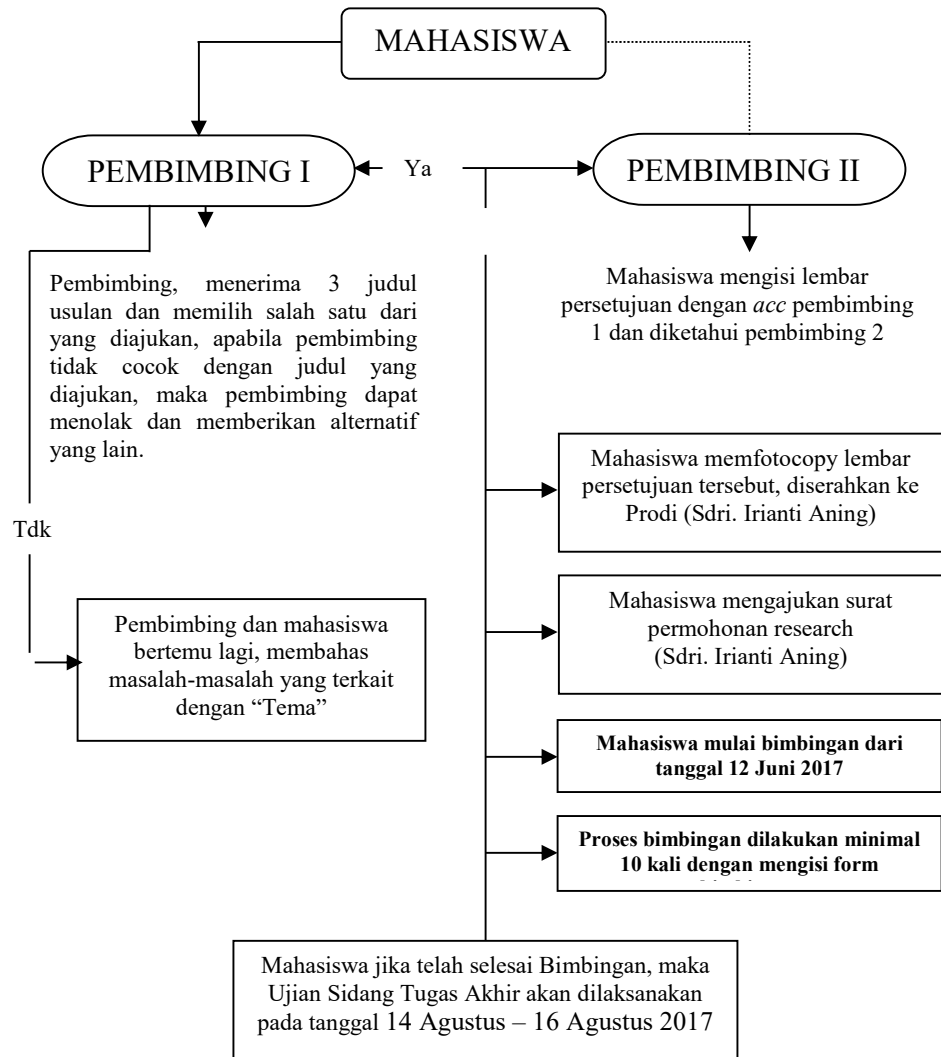 MAHASISWA
PEMBIMBING I
Ya
PEMBIMBING II
Pembimbing, menerima 3 judul
usulan dan memilih salah satu dari
yang diajukan, apabila pembimbing
tidak cocok dengan judul yang
diajukan, maka pembimbing dapat
menolak dan memberikan alternatif
yang lain.
Mahasiswa mengisi lembar
persetujuan dengan acc pembimbing
1 dan diketahui pembimbing 2
Mahasiswa memfotocopy lembar
persetujuan tersebut, diserahkan ke
Prodi (Sdri. Irianti Aning)
Tdk
Mahasiswa mengajukan surat
permohonan research
(Sdri. Irianti Aning)
Pembimbing dan mahasiswa
bertemu lagi, membahas
masalah-masalah yang terkait
dengan “Tema”
Mahasiswa mulai bimbingan dari
tanggal 12 Juni 2017
Proses bimbingan dilakukan minimal
10 kali dengan mengisi form
Mahasiswa jika telah selesai Bimbingan, maka
Ujian Sidang Tugas Akhir akan dilaksanakan
pada tanggal 14 Agustus – 16 Agustus 2017